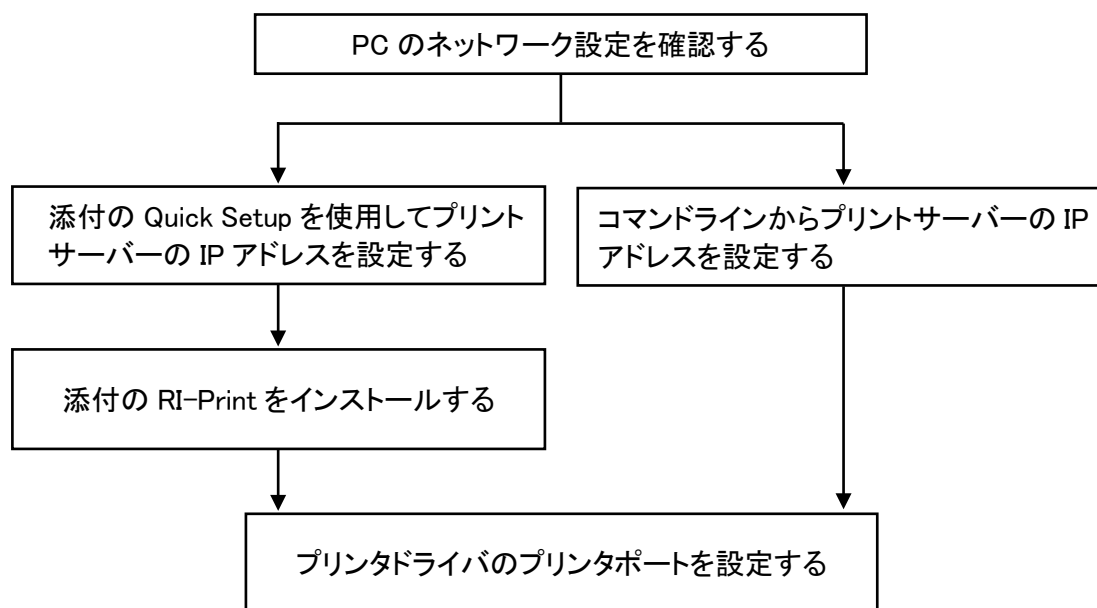 PC のネットワーク設定を確認する
添付の Quick Setup を使用してプリント
サーバーの IP アドレスを設定する
コマンドラインからプリントサーバーの IP
アドレスを設定する
添付の RI-Print をインストールする
プリンタドライバのプリンタポートを設定する